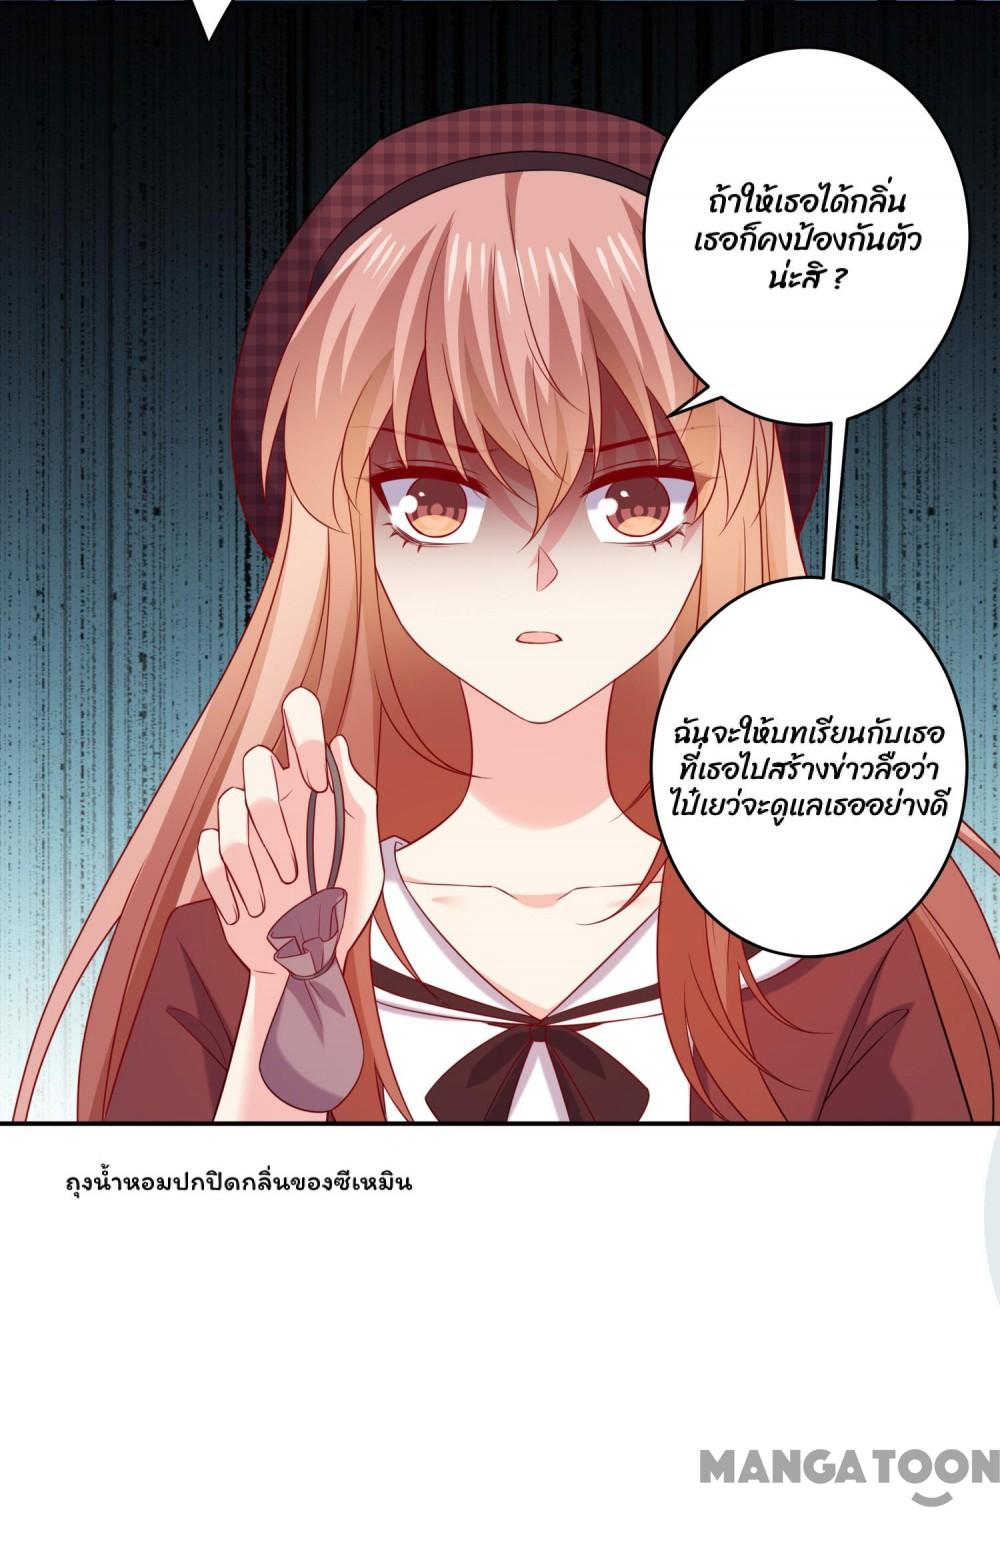 ถ้าให้เธอได้กลิ่น
เธอก็คงป้องกันตัว
น่ะสิ ?
ฉันจะให้บทเรียนกับเธอ
ที่เธอไปสร้างข่าวลือว่า
ไป๋เยว่จะดูแลเธออย่างดี
ถุงน้ำหอมปกปิดกลิ่นของซีเหมิน
MANGATOON